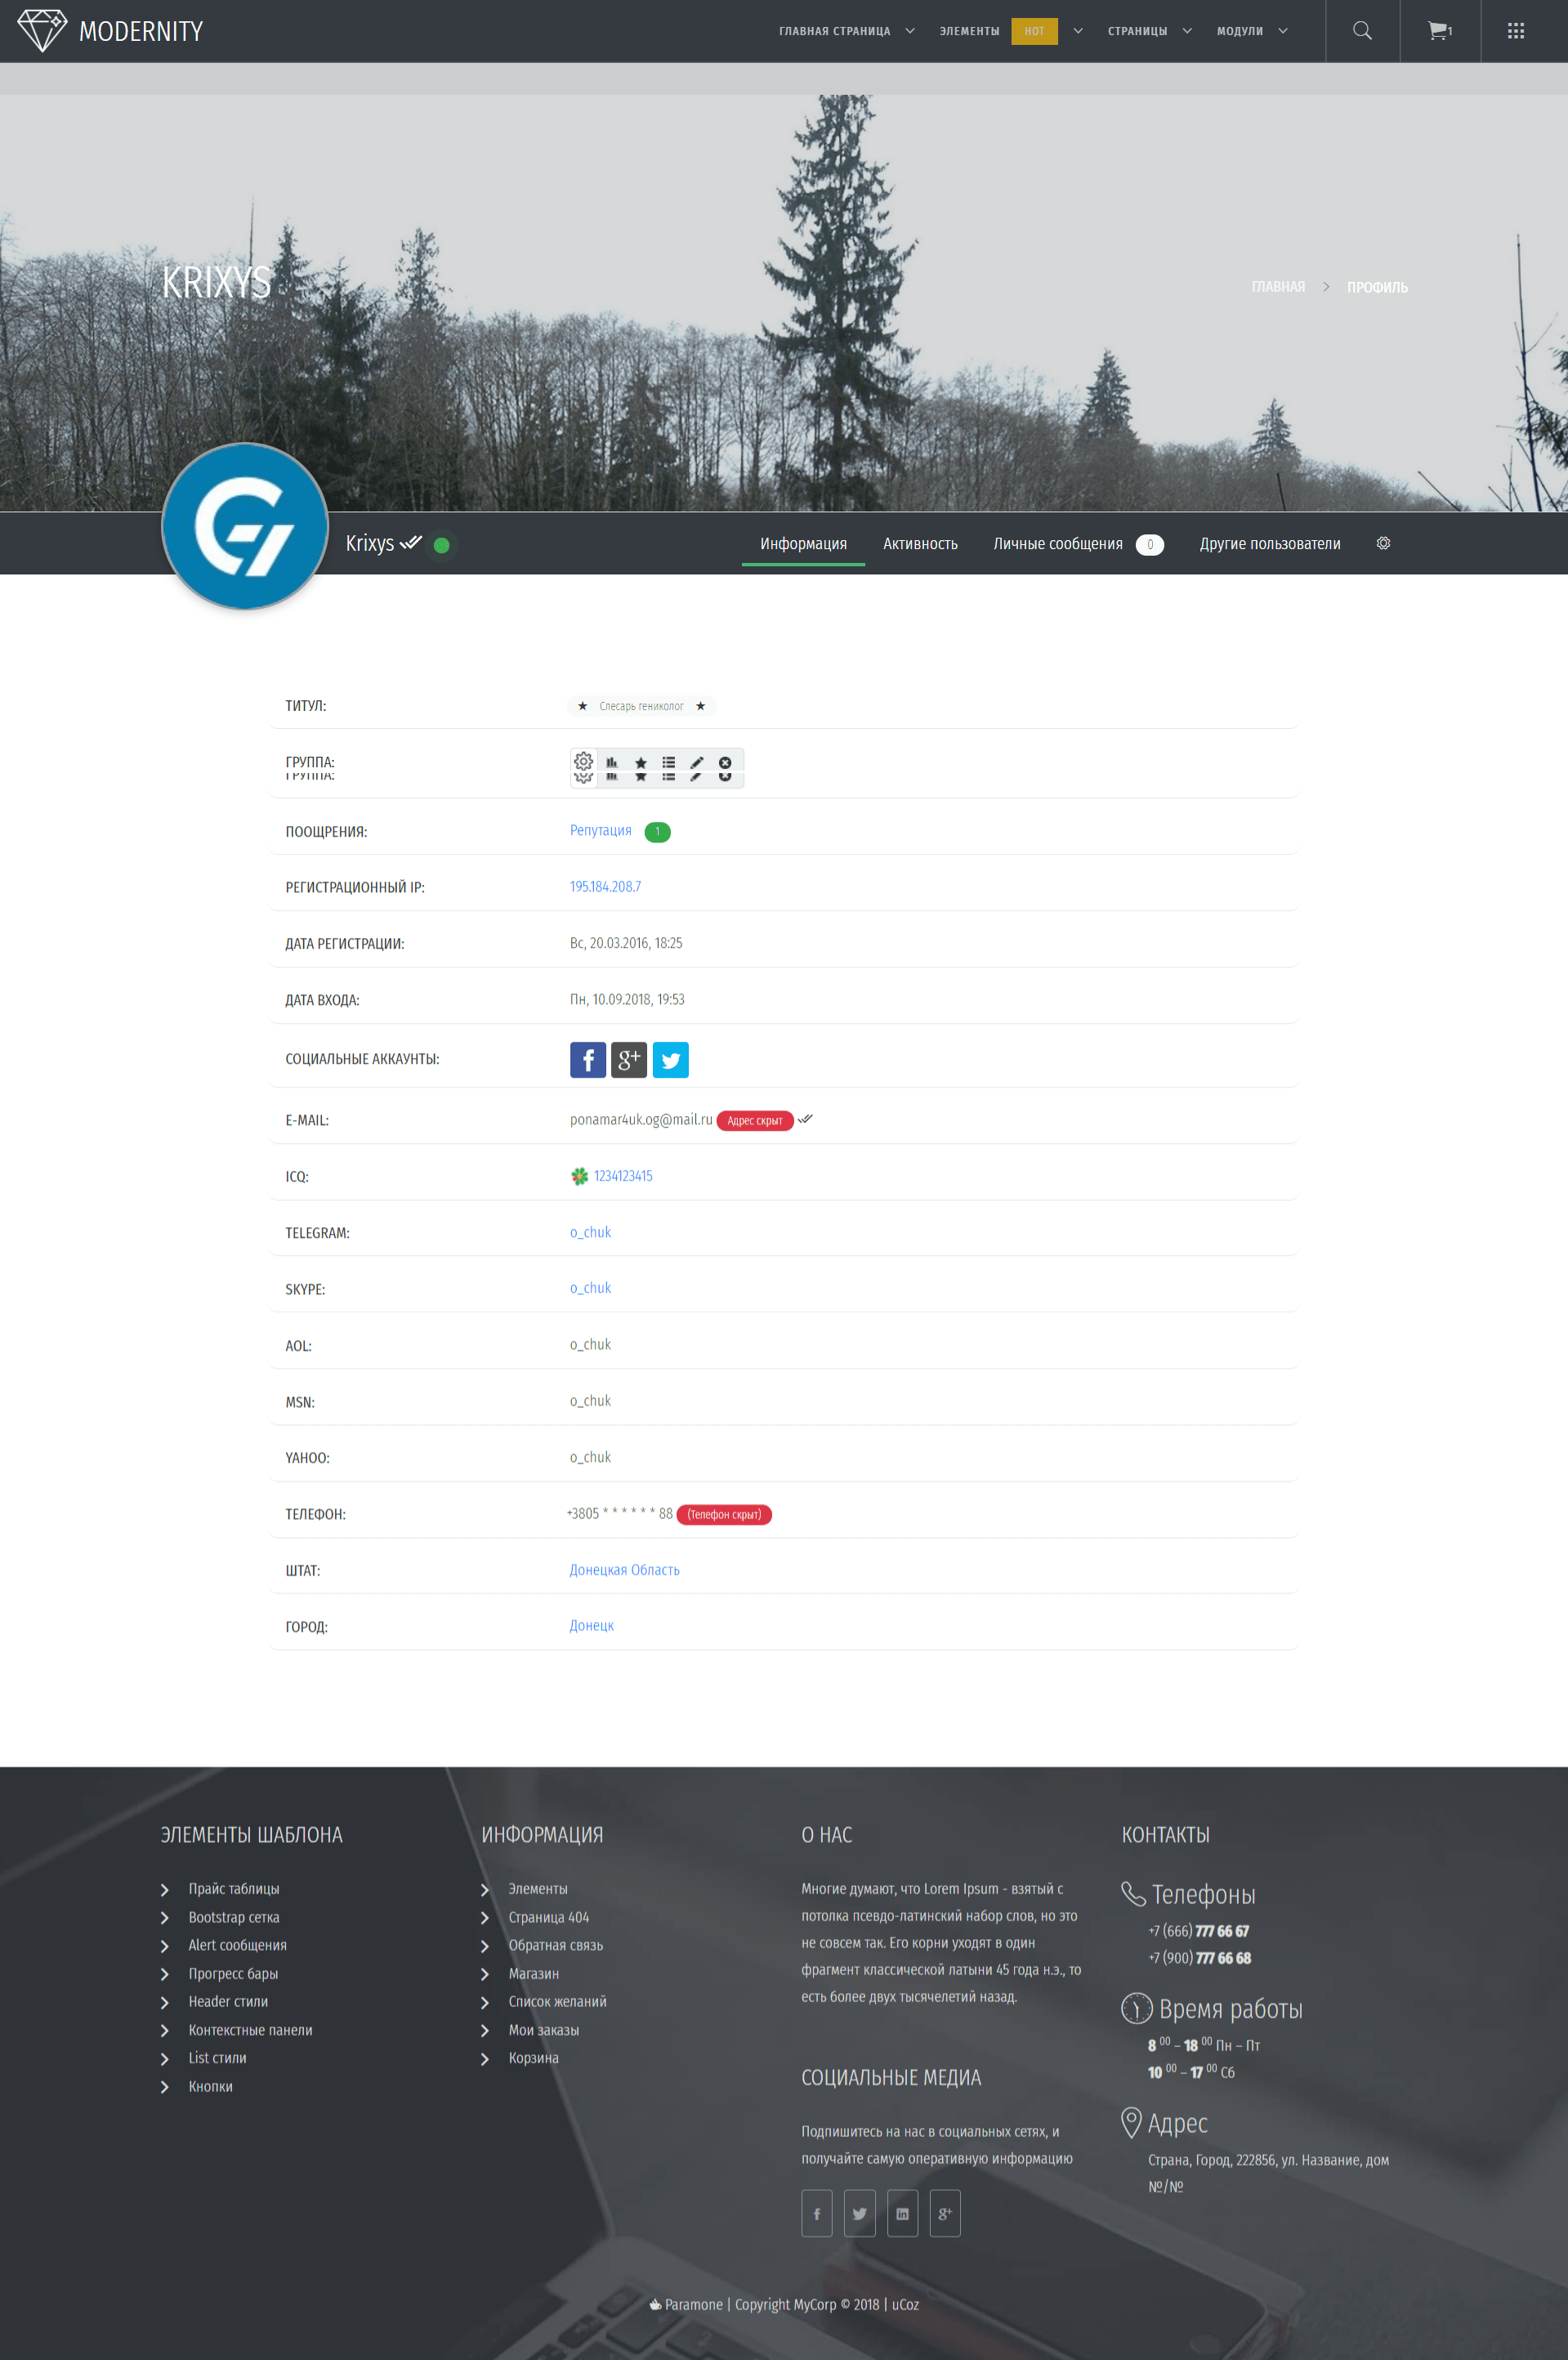 MODERNITY
ГЛАВНАЯ СТРАНИЦА
ЭЛЕМЕНТЫ HOT
СТРАНИЦЫ
МОДУЛИ
1
KRIXYS
ГЛАВНАЯ > ПРОФИЛЬ
Krixys
Информация
Активность
Личные сообщения 0
Другие пользователи
ТИТУЛ: ★ Слесарь гениколог ★
ГРУППА:
ГРУППА:
ПООЩРЕНИЯ: Репутация 1
РЕГИСТРАЦИОННЫЙ IP: 195.184.208.7
ДАТА РЕГИСТРАЦИИ: Вс, 20.03.2016, 18:25
ДАТА ВХОДА: Пн, 10.09.2018, 19:53
СОЦИАЛЬНЫЕ АККАУНТЫ:
E-MAIL: ponamar4uk.og@mail.ru Адрес скрыт
ICQ: 1234123415
TELEGRAM: o_chuk
SKYPE: o_chuk
AOL: o_chuk
MSN: o_chuk
YAHOO: o_chuk
ТЕЛЕФОН: +3805 * * * * * * 88 (Телефон скрыт)
ШТАТ: Донецкая Область
ГОРОД: Донецк
ЭЛЕМЕНТЫ ШАБЛОНА
Прайс таблицы
Bootstrap сетка
Alert сообщения
Прогресс бары
Header стили
Контекстные панели
List стили
Кнопки
ИНФОРМАЦИЯ
Элементы
Страница 404
Обратная связь
Магазин
Список желаний
Мои заказы
Корзина
О НАС
Многие думают, что Lorem Ipsum - взятый с
потолка псевдо-латинский набор слов, но это
не совсем так. Его корни уходят в один
фрагмент классической латыни 45 года н.э., то
есть более двух тысячелетий назад.
СОЦИАЛЬНЫЕ МЕДИА
Подпишитесь на нас в социальных сетях, и
получайте самую оперативную информацию
КОНТАКТЫ
Телефоны
+7 (666) 777 66 67
+7 (900) 777 66 68
Время работы
8 00 – 18 00 Пн – Пт
10 00 – 17 00 Сб
Адрес
Страна, Город, 222856, ул. Название, дом
№/№
Paramone | Copyright MyCorp © 2018 | uCoz